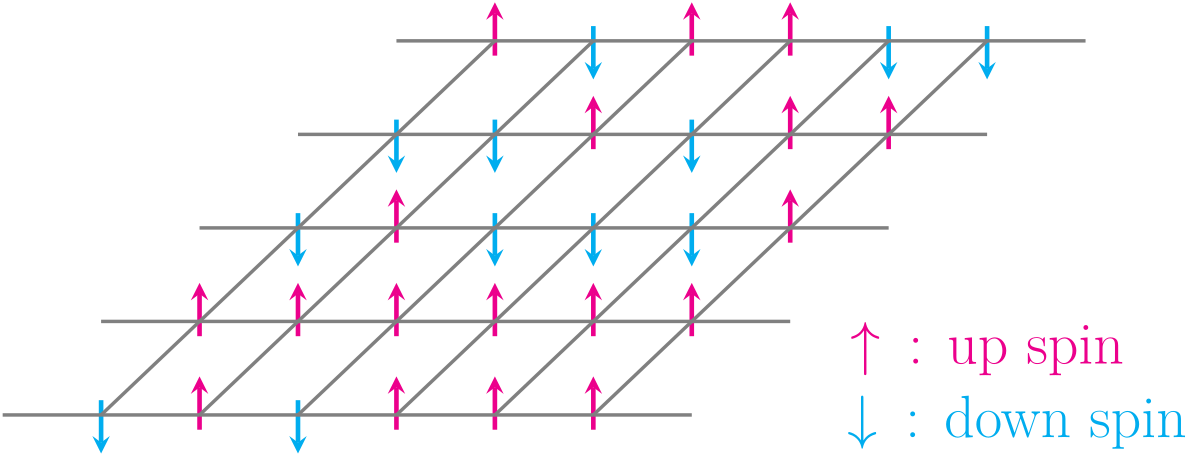 ↑ : up spin
↓ : down spin